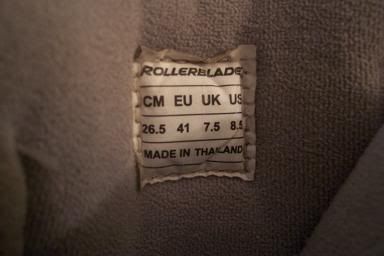 ROLLERBLADE
CM EU UK US
26.5 41 7.5 8.5
MADE IN THAILAND